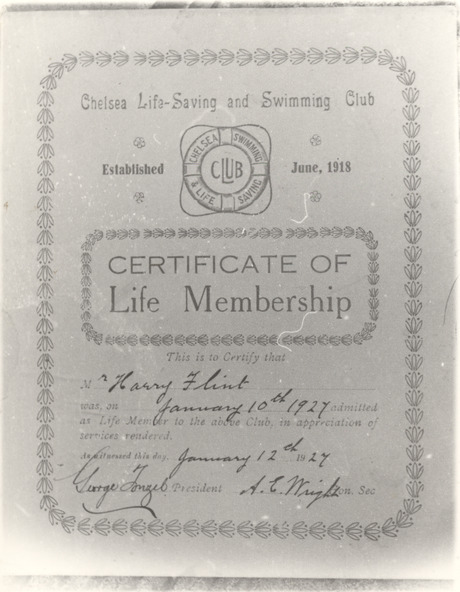 Chelsea Life-Saving and Swimming Club
CHELSEA SWIMMING
CLUB
& LIFE SAVING
Established June, 1918
CERTIFICATE OF
Life Membership
This is to Certify that
Mr Harry Flint
was, on January 10th 1927 admitted
as Life Member to the above Club, in appreciation of
services rendered.
As witnessed this day, January 12th 1927
George President A. E. Wright Hon. Sec